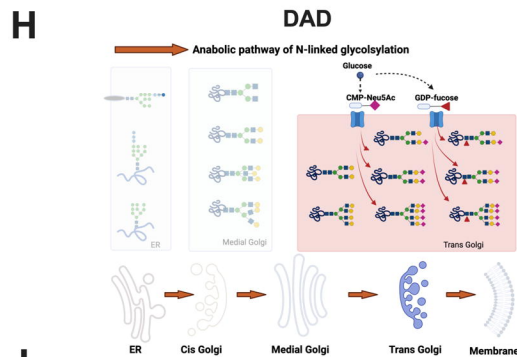 H
DAD
Anabolic pathway of N-linked glycolsylation
Glucose
CMP-Neu5Ac
GDP-fucose
ER
Medial Golgi
Trans Golgi
ER
Cis Golgi
Medial Golgi
Trans Golgi
Membrane